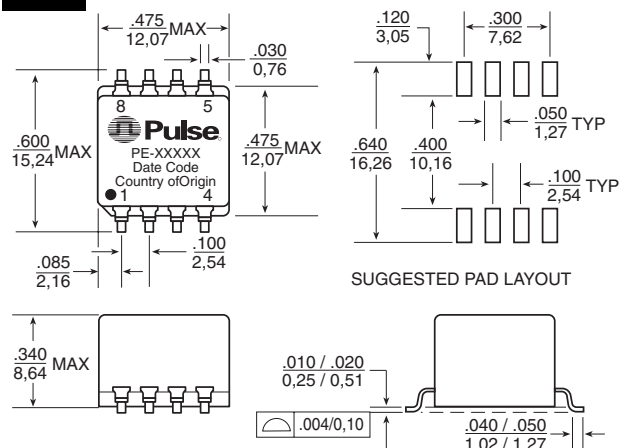 .475
12,07 MAX
.030
0,76
.600
15,24 MAX
8 5
Pulse
PE-XXXXX
Date Code
Country ofOrigin
1 4
.475
12,07 MAX
.085
2,16
.100
2,54
.120
3,05
.300
7,62
.050
1,27 TYP
.640
16,26
.400
10,16
.100
2,54 TYP
SUGGESTED PAD LAYOUT
.340
8,64 MAX
.010 / .020
0,25 / 0,51
.004/0,10
.040 / .050
1,02 / 1,27